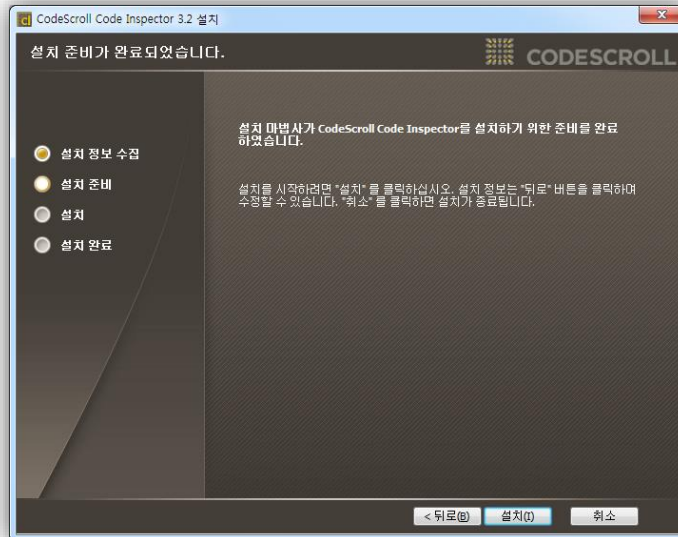 CodeScroll Code Inspector 3.2 설치
설치 준비가 완료되었습니다.
CODESCROLL
설치 정보 수집
설치 준비
설치
설치 완료
설치 마법사가 CodeScroll Code Inspector를 설치하기 위한 준비를 완료
하였습니다.
설치를 시작하려면 "설치" 를 클릭하십시오. 설치 정보는 "뒤로" 버튼을 클릭하여
수정할 수 있습니다. "취소" 를 클릭하면 설치가 종료됩니다.
< 뒤로(B) 설치(I) 취소